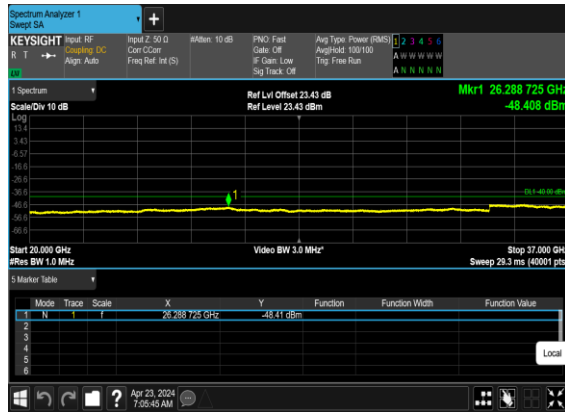 Spectrum Analyzer 1
Swept SA
+
KEYSIGHT Input: RF Input Z: 50 Ω #Atten: 10 dB PNO: Fast Avg Type: Power (RMS) 1 2 3 4 5 6
R T Coupling: DC Corr CCorr Gate: Off Avg|Hold: 100/100 A W W W W W
Align: Auto Freq Ref: Int (S) IF Gain: Low Trig: Free Run
LXI Sig Track: Off A N N N N N
1 Spectrum Ref Lvl Offset 23.43 dB Mkr1 26.288 725 GHz
Scale/Div 10 dB Ref Level 23.43 dBm -48.408 dBm
Log
13.4
3.43
-6.57
-16.6
-26.6
-36.6 1 DL1 -40.00 dBm
-46.6
-56.6
-66.6
Start 20.000 GHz Video BW 3.0 MHz* Stop 37.000 GHz
#Res BW 1.0 MHz Sweep 29.3 ms (40001 pts)
5 Marker Table
Mode Trace Scale X Y Function Function Width Function Value
1 N 1 f 26.288 725 GHz -48.41 dBm
2
3
4
5
6
Local
? Apr 23, 2024
7:05:45 AM